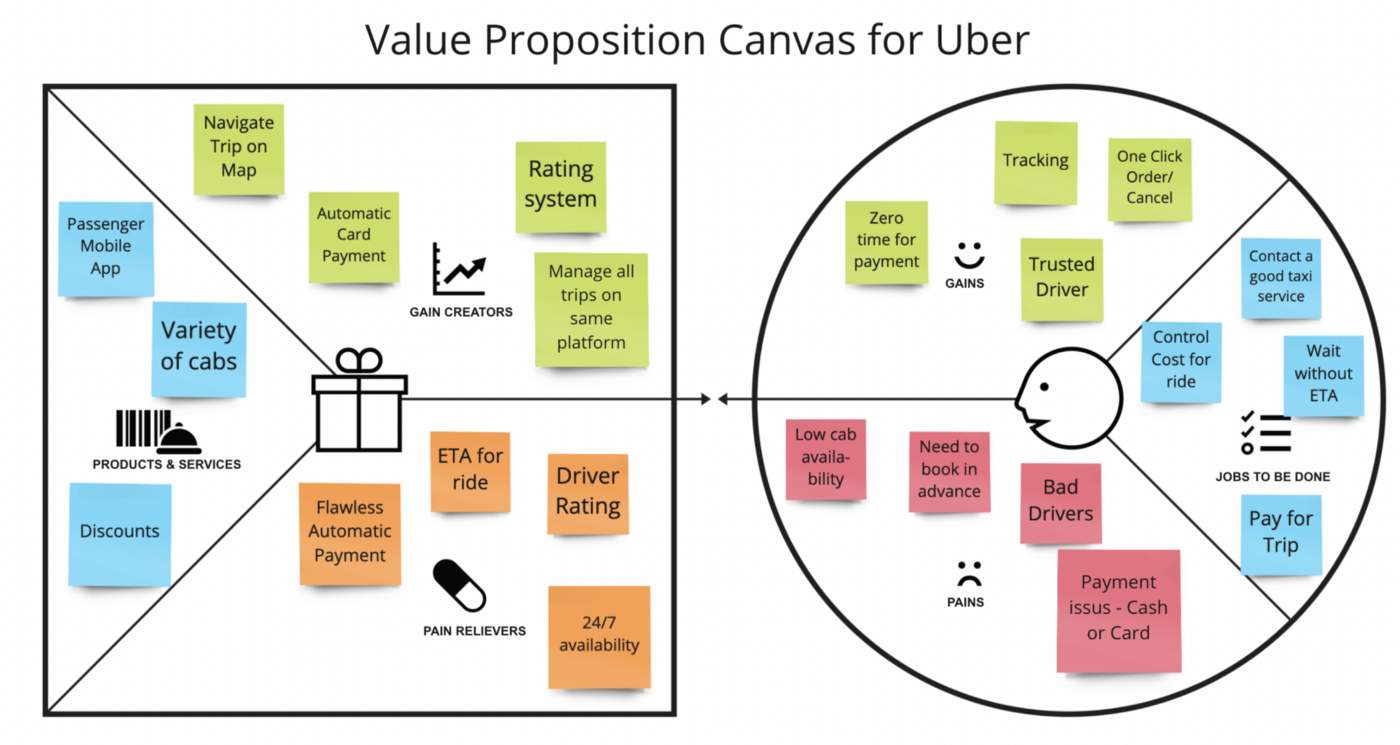 Value Proposition Canvas for Uber
Navigate
Trip on
Map
Rating
system
Passenger
Mobile
App
Automatic
Card
Payment
GAIN CREATORS
Manage all
trips on
same
platform
Variety
of cabs
PRODUCTS & SERVICES
Discounts
ETA for
ride
Driver
Rating
Flawless
Automatic
Payment
PAIN RELIEVERS
24/7
availability
Tracking
One Click
Order/
Cancel
Zero
time for
payment
GAINS
Trusted
Driver
Contact a
good taxi
service
Control
Cost for
ride
Wait
without
ETA
JOBS TO BE DONE
Pay for
Trip
Low cab
availa-
bility
Need to
book in
advance
Bad
Drivers
PAINS
Payment
issus - Cash
or Card